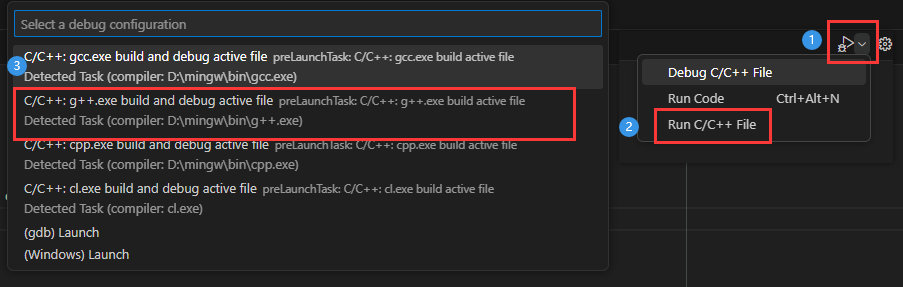 Select a debug configuration
C/C++: gcc.exe build and debug active file preLaunchTask: C/C++: gcc.exe build active file
3
Detected Task (compiler: D:\mingw\bin\gcc.exe)
C/C++: g++.exe build and debug active file preLaunchTask: C/C++: g++.exe build active file
Detected Task (compiler: D:\mingw\bin\g++.exe)
C/C++: cpp.exe build and debug active file preLaunchTask: C/C++: cpp.exe build active file
Detected Task (compiler: D:\mingw\bin\cpp.exe)
C/C++: cl.exe build and debug active file preLaunchTask: C/C++: cl.exe build active file
Detected Task (compiler: cl.exe)
(gdb) Launch
(Windows) Launch
1
Debug C/C++ File
Run Code Ctrl+Alt+N
2
Run C/C++ File